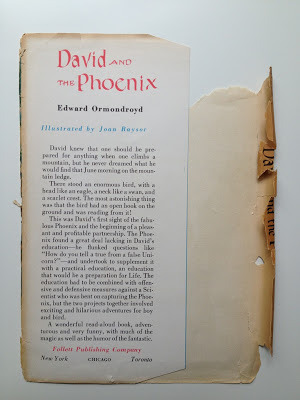 David AND
THE Phoenix
Edward Ormondroyd
Illustrated by Joan Raysor
David knew that one should be pre-
pared for anything when one climbs a
mountain, but he never dreamed what he
would find that June morning on the moun-
tain ledge.
There stood an enormous bird, with a
head like an eagle, a neck like a swan, and
a scarlet crest. The most astonishing thing
was that the bird had an open book on the
ground and was reading it!
This was David's first sight of the fabu-
lous Phoenix and the beginning of a pleas-
ant and profitable partnership. The Phoe-
nix found a great deal lacking in David's
education—he flunked questions like
"How do you tell a true from a false Uni-
corn?"—and undertook to supplement it
with a practical education, an education
that would be a preparation for Life. The
education had to be combined with offen-
sive and defensive measures against a Sci-
entist who was bent on capturing the Phoe-
nix, but the two projects together involved
exciting and hilarious adventures for boy
and bird.
A wonderful read-aloud book, adven-
turous and very funny, with much of the
magic as well as the humor of the fantastic.
Follett Publishing Company
New York CHICAGO Toronto